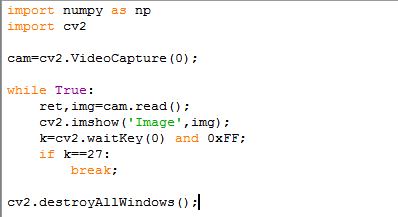 import numpy as np
import cv2
cam=cv2.VideoCapture(0);
while True:
    ret,img=cam.read();
    cv2.imshow('Image',img);
    k=cv2.waitKey(0) and 0xFF;
    if k==27:
        break;
cv2.destroyAllWindows();